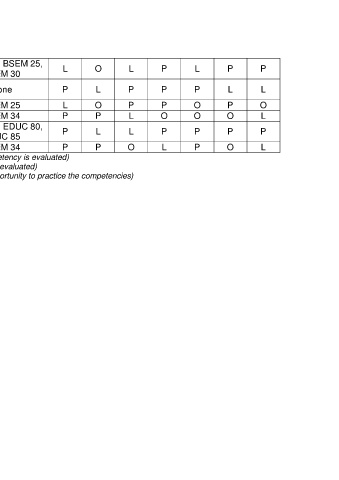 BSEM 25,
M 30 L O L P L P P
one P L P P P L L
M 25 L O P P O P O
M 34 P P L O O O L
EDUC 80,
UC 85 P L L P P P P
M 34 P P O L P O L
etency is evaluated)
evaluated)
ortunity to practice the competencies)